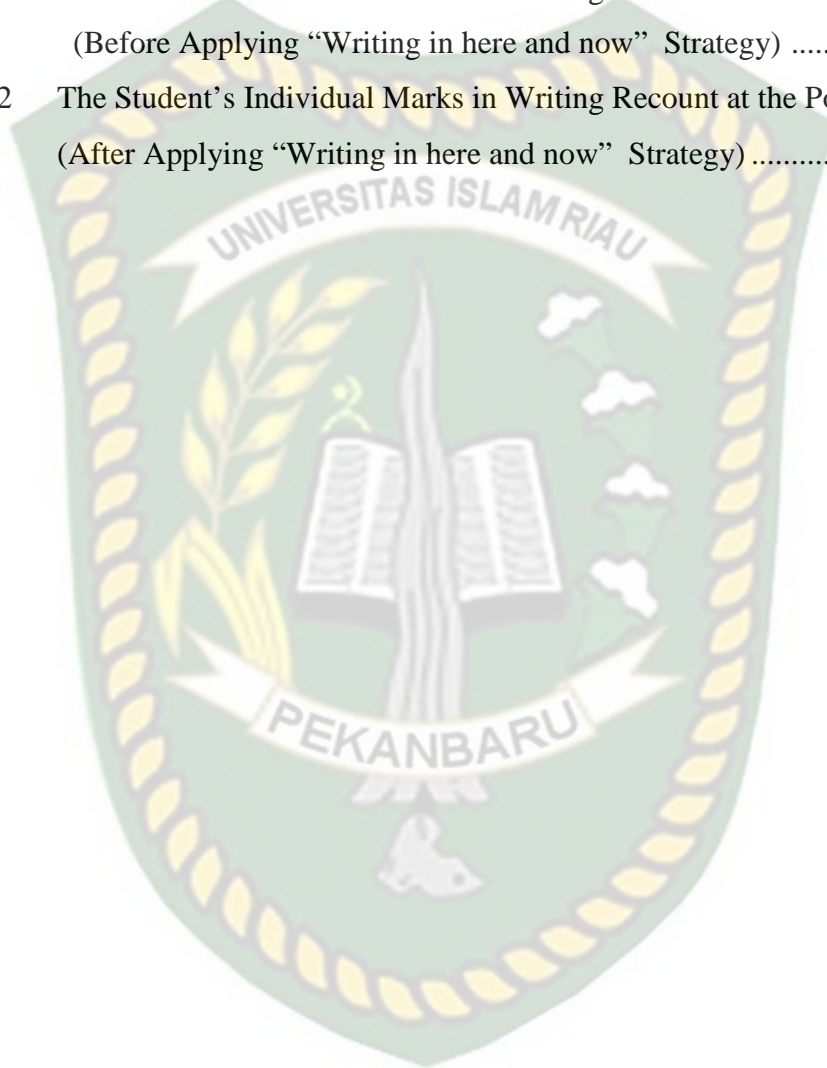 (Before Applying “Writing in here and now” Strategy) .....
2 The Student’s Individual Marks in Writing Recount at the Po
(After Applying “Writing in here and now” Strategy) ..........
UNIVERSITAS ISLAM RIAU
PEKANBARU